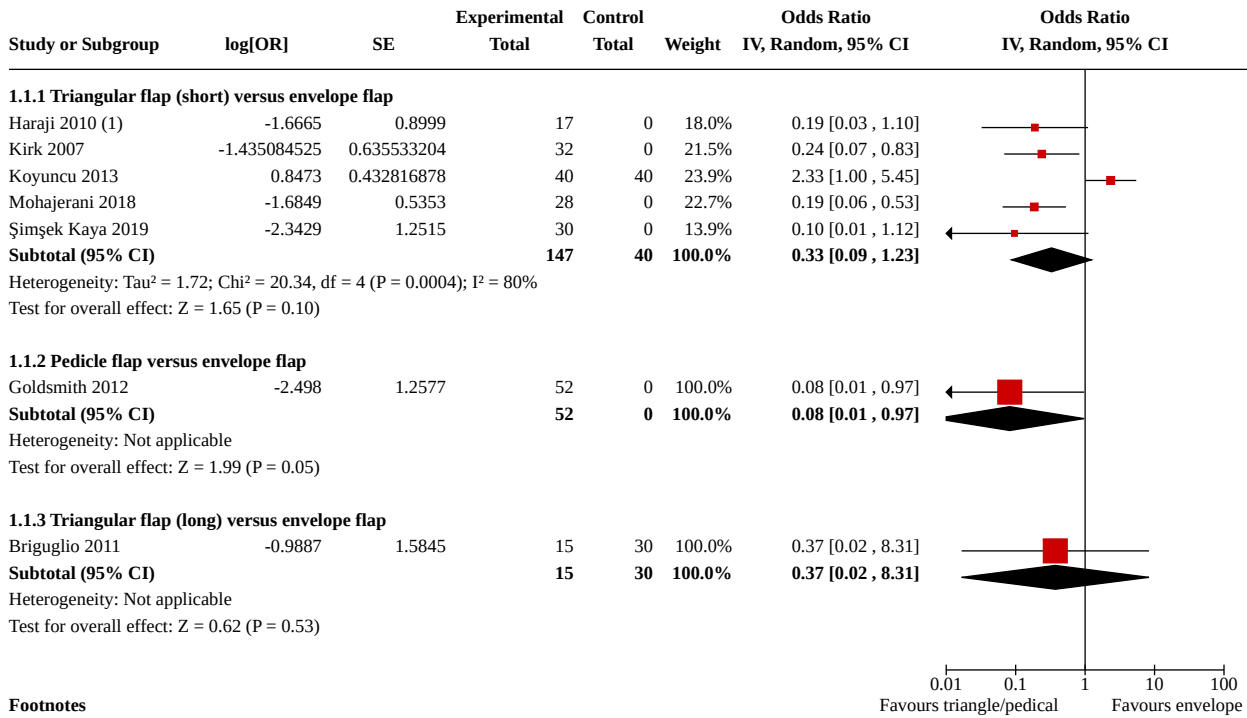 Experimental Control Odds Ratio Odds Ratio
Study or Subgroup log[OR] SE Total Total Weight IV, Random, 95% CI IV, Random, 95% CI
1.1.1 Triangular flap (short) versus envelope flap
Haraji 2010 (1) -1.6665 0.8999 17 0 18.0% 0.19 [0.03 , 1.10]
Kirk 2007 -1.435084525 0.635533204 32 0 21.5% 0.24 [0.07 , 0.83]
Koyuncu 2013 0.8473 0.432816878 40 40 23.9% 2.33 [1.00 , 5.45]
Mohajerani 2018 -1.6849 0.5353 28 0 22.7% 0.19 [0.06 , 0.53]
Şimşek Kaya 2019 -2.3429 1.2515 30 0 13.9% 0.10 [0.01 , 1.12]
Subtotal (95% CI) 147 40 100.0% 0.33 [0.09 , 1.23]
Heterogeneity: Tau² = 1.72; Chi² = 20.34, df = 4 (P = 0.0004); I² = 80%
Test for overall effect: Z = 1.65 (P = 0.10)
1.1.2 Pedicle flap versus envelope flap
Goldsmith 2012 -2.498 1.2577 52 0 100.0% 0.08 [0.01 , 0.97]
Subtotal (95% CI) 52 0 100.0% 0.08 [0.01 , 0.97]
Heterogeneity: Not applicable
Test for overall effect: Z = 1.99 (P = 0.05)
1.1.3 Triangular flap (long) versus envelope flap
Briguglio 2011 -0.9887 1.5845 15 30 100.0% 0.37 [0.02 , 8.31]
Subtotal (95% CI) 15 30 100.0% 0.37 [0.02 , 8.31]
Heterogeneity: Not applicable
Test for overall effect: Z = 0.62 (P = 0.53)
0.01 0.1 1 10 100
Footnotes Favours triangle/pedical Favours envelope